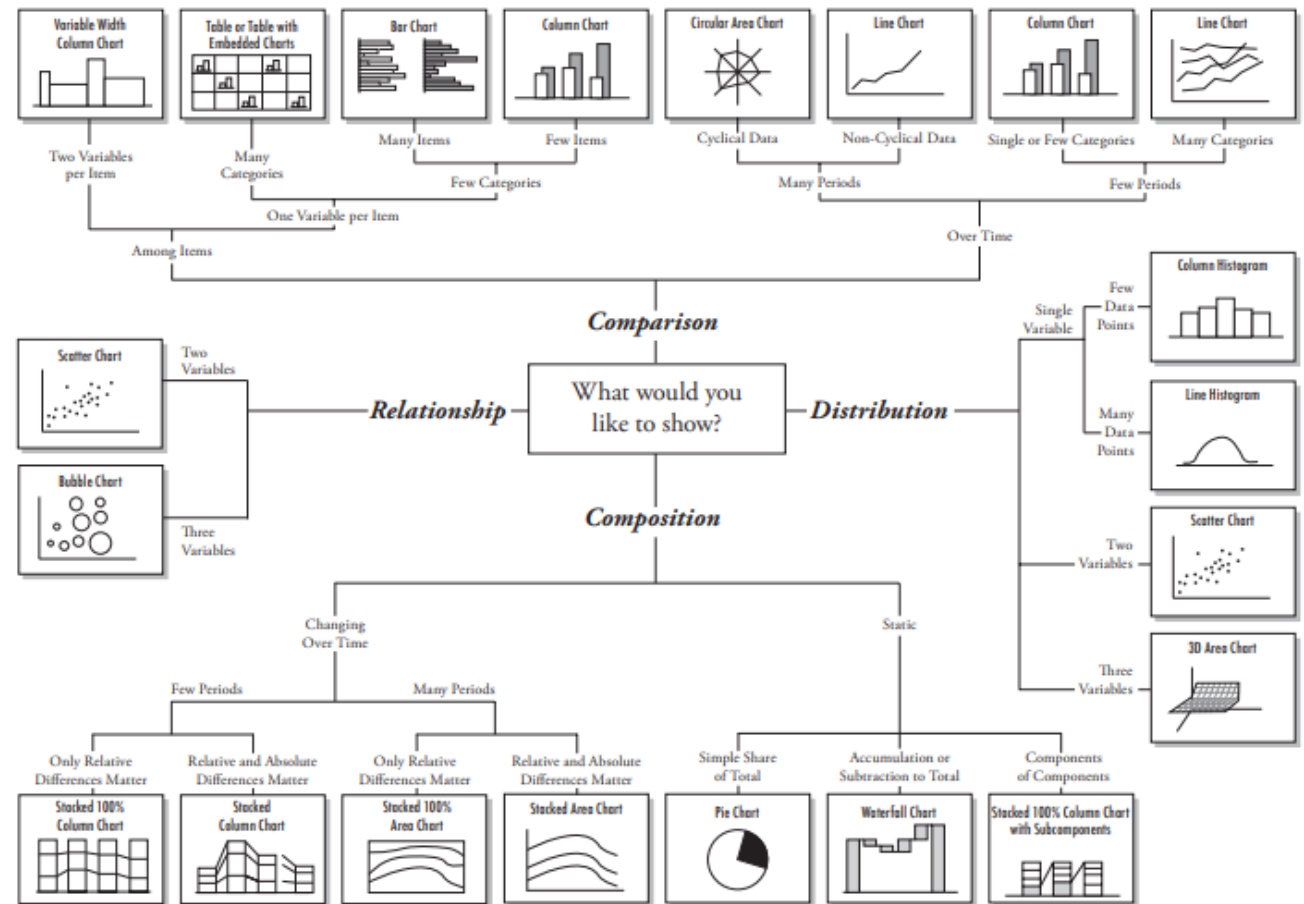 Variable Width
Column Chart
Table or Table with
Embedded Charts
Bar Chart
Column Chart
Circular Area Chart
Line Chart
Column Chart
Line Chart
Many Items
Few Items
Cyclical Data
Non-Cyclical Data
Single or Few Categories
Many Categories
Two Variables
per Item
Many
Categories
Few Categories
Many Periods
Few Periods
One Variable per Item
Among Items
Over Time
Comparison
What would you
like to show?
Relationship
Two
Variables
Scatter Chart
Three
Variables
Bubble Chart
Distribution
Single
Variable
Few
Data
Points
Column Histogram
Many
Data
Points
Line Histogram
Two
Variables
Scatter Chart
Three
Variables
3D Area Chart
Composition
Changing
Over Time
Static
Few Periods
Many Periods
Only Relative
Differences Matter
Relative and Absolute
Differences Matter
Only Relative
Differences Matter
Relative and Absolute
Differences Matter
Simple Share
of Total
Accumulation or
Subtraction to Total
Components
of Components
Stacked 100%
Column Chart
Stacked
Column Chart
Stacked 100%
Area Chart
Stacked Area Chart
Pie Chart
Waterfall Chart
Stacked 100% Column Chart
with Subcomponents